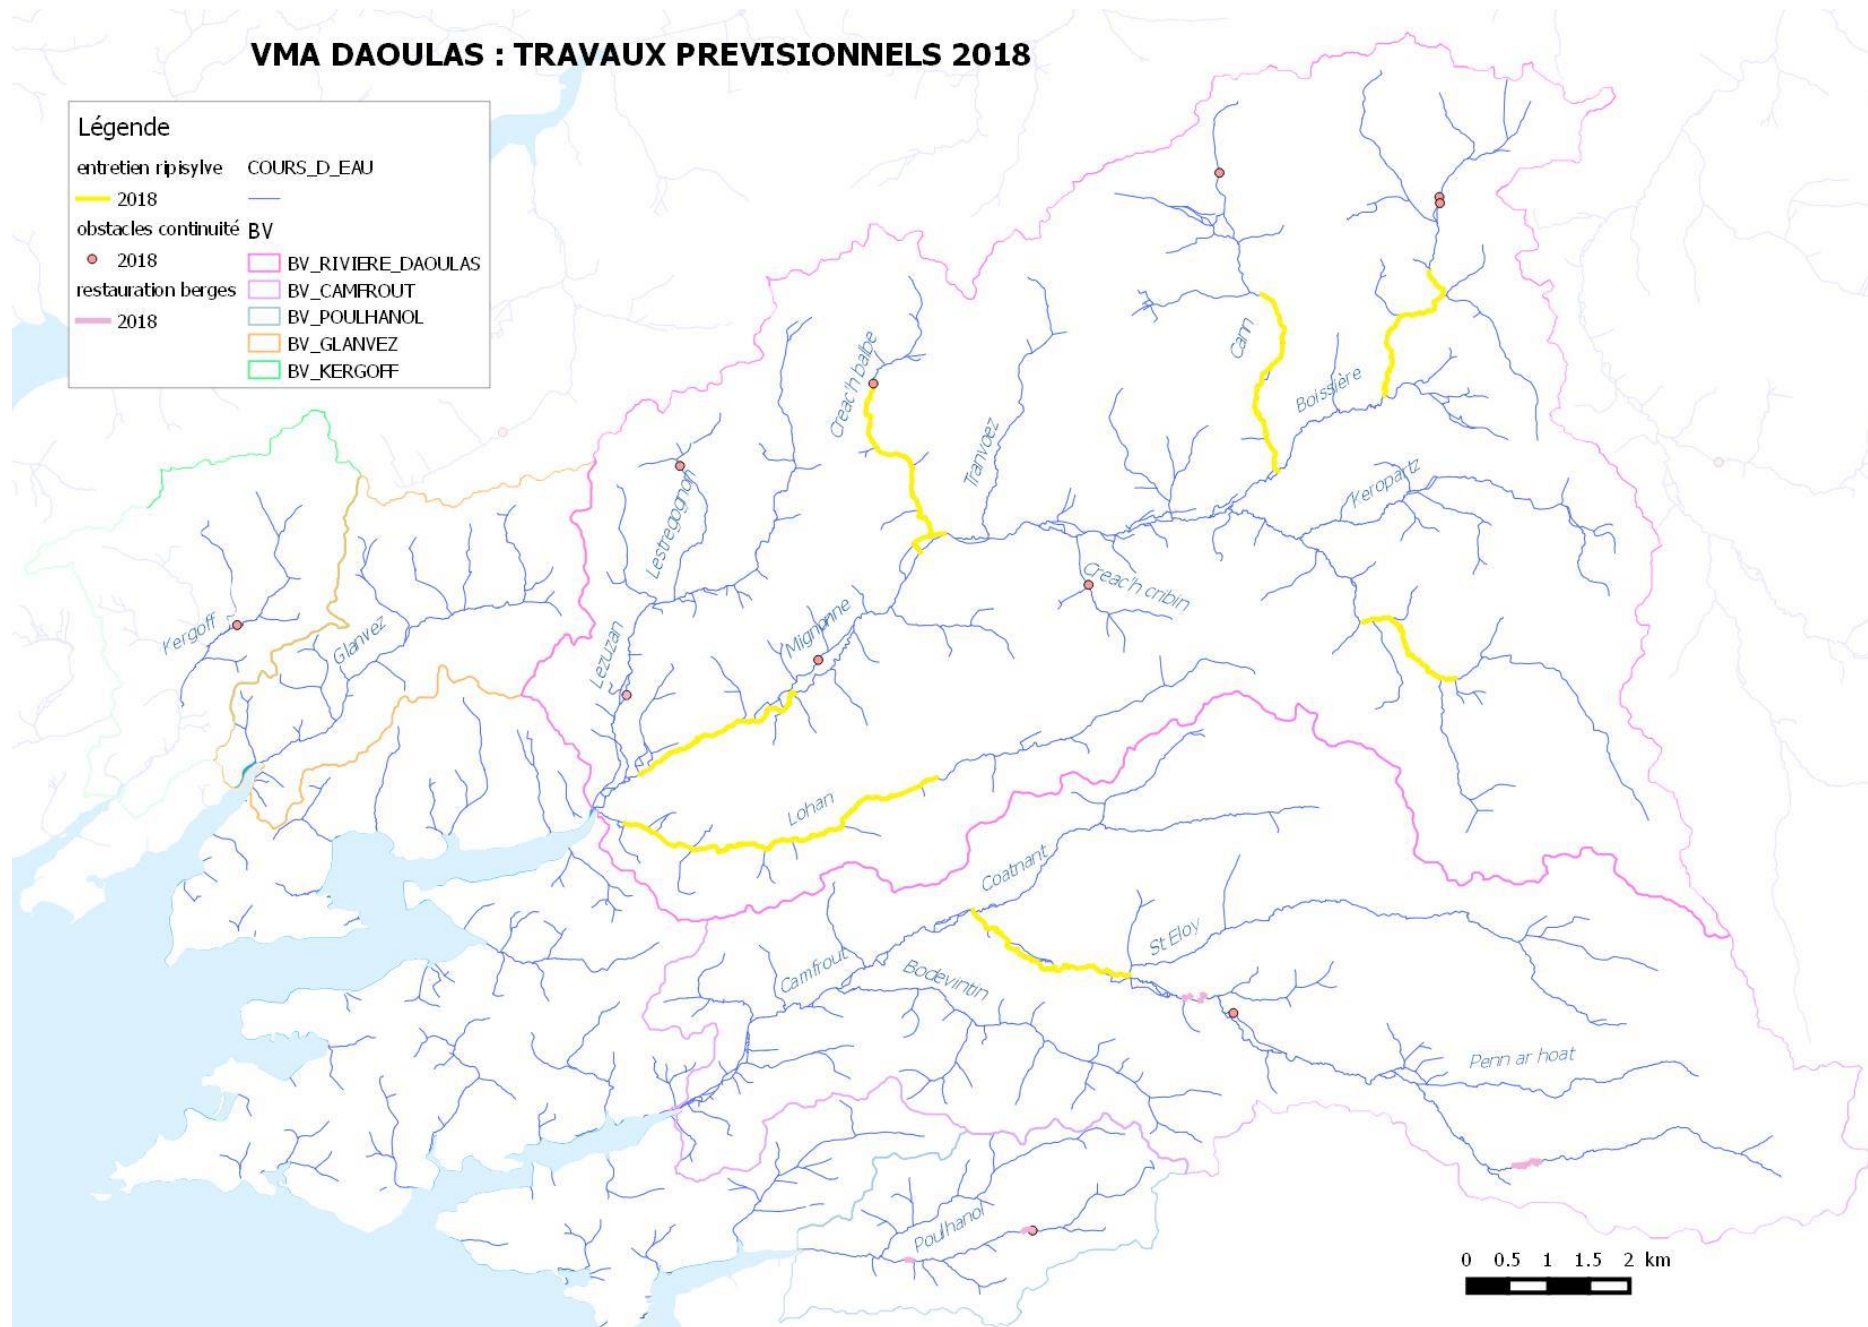 VMA DAOULAS : TRAVAUX PREVISIONNELS 2018
Légende
entretien ripisylve
2018
obstacles continuité
2018
restauration berges
2018
COURS_D_EAU
BV
BV_RIVIERE_DAOULAS
BV_CAMFROUT
BV_POULHANOL
BV_GLANVEZ
BV_KERGOFF
Cam
Creac'h balbe
Boissière
Tranvoez
Keropartz
Lestregognon
Creac'h cribin
Kergoff
Glanvez
Mignonne
Lezuzan
Lohan
Coatnant
St Eloy
Camfrout
Bodevintin
Penn ar hoat
Poulhanol
0 0.5 1 1.5 2 km